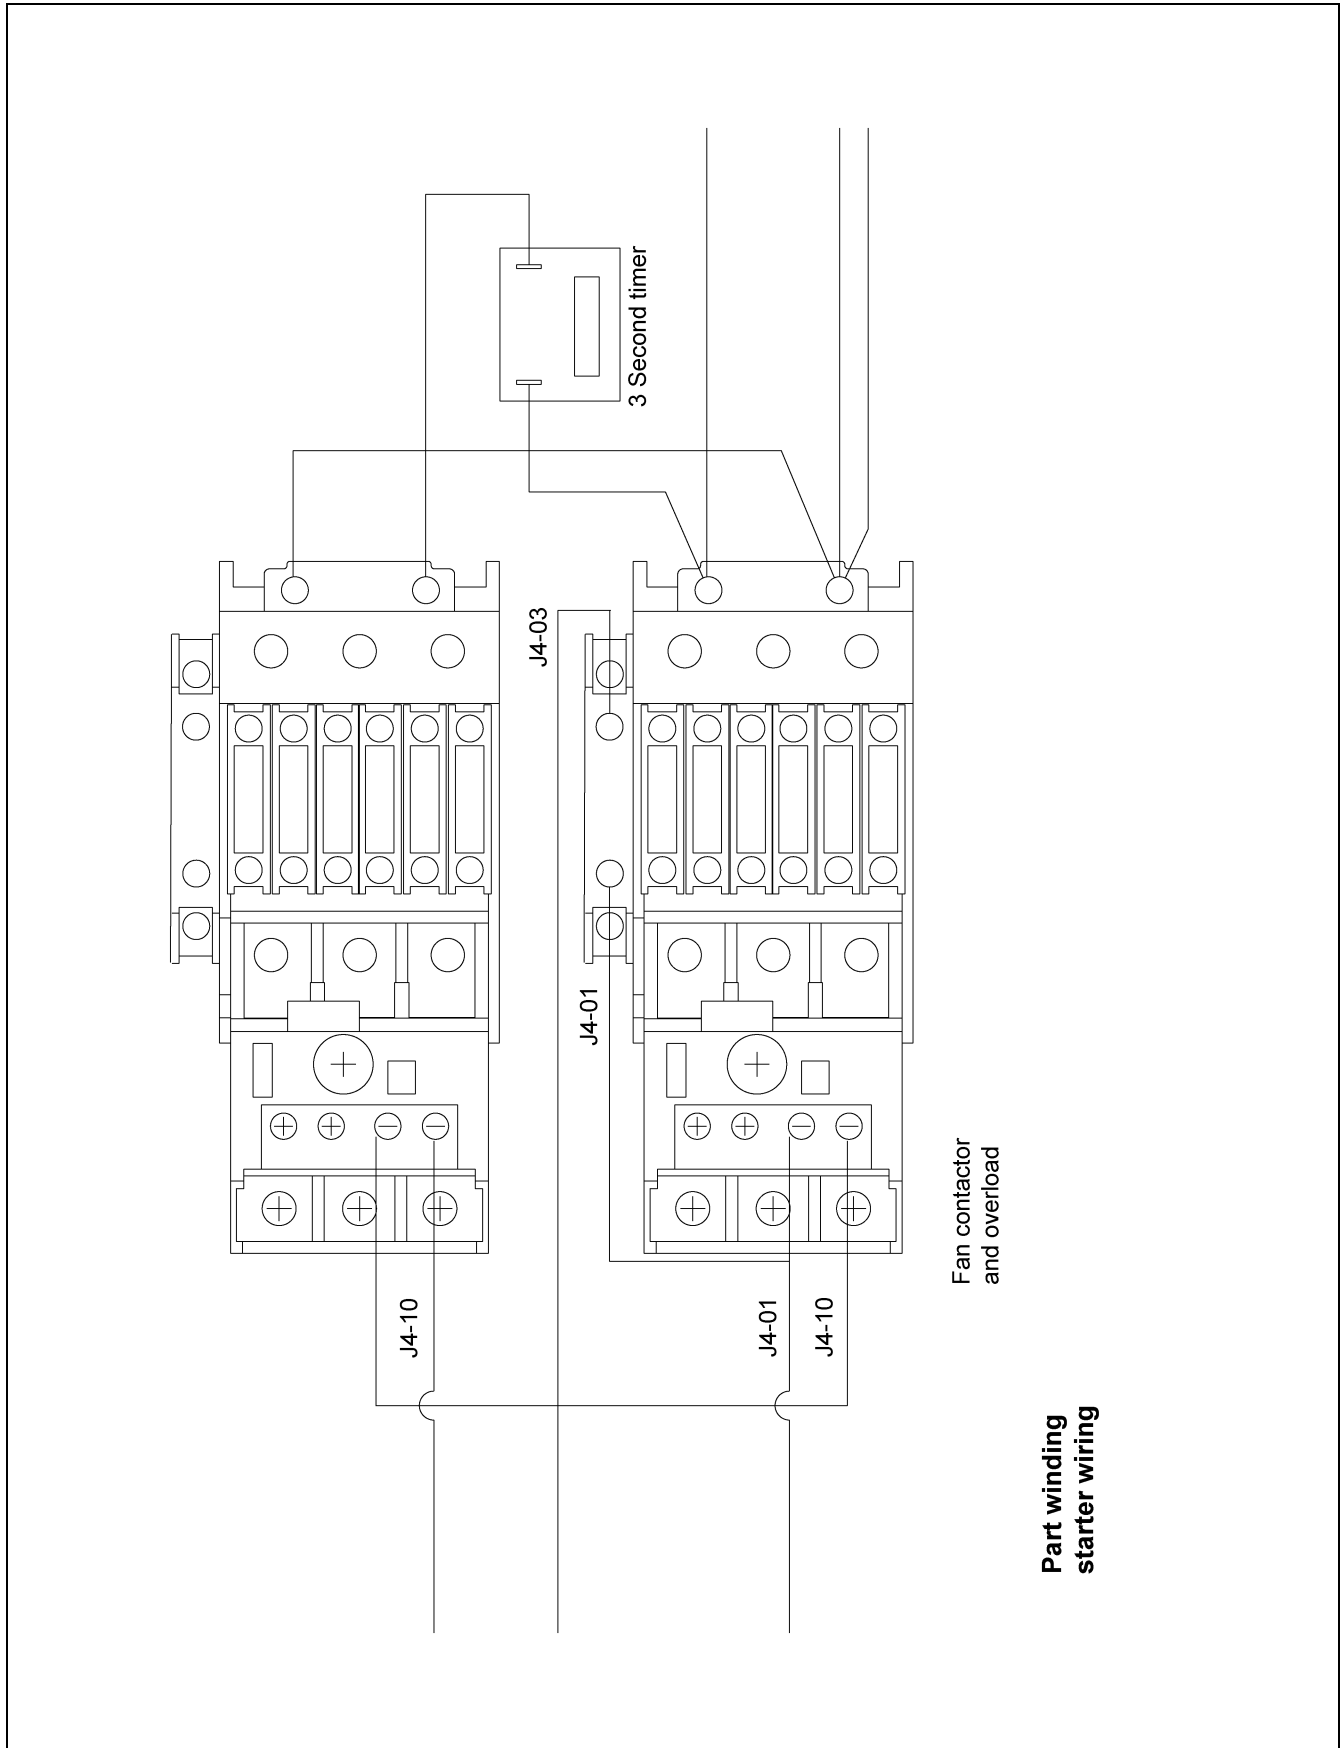 3 Second timer
J4-03
J4-01
J4-10
J4-01
J4-10
Fan contactor
and overload
Part winding
starter wiring